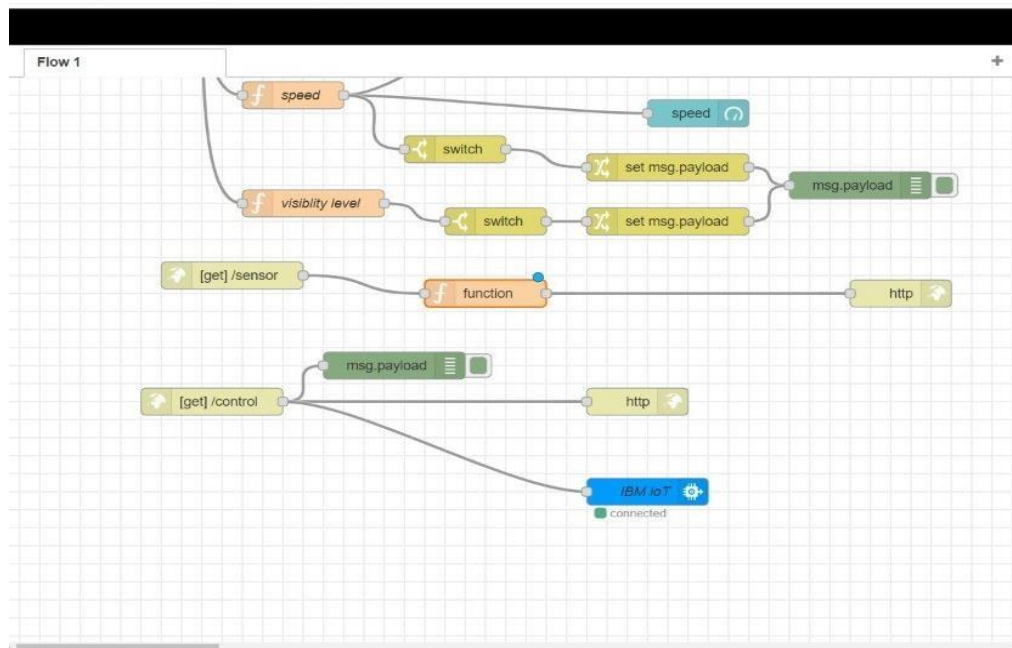 Flow 1
+
speed
speed
switch
set msg.payload
msg.payload
visiblity level
switch
set msg.payload
[get] /sensor
function
http
msg.payload
[get] /control
http
IBM IoT
connected